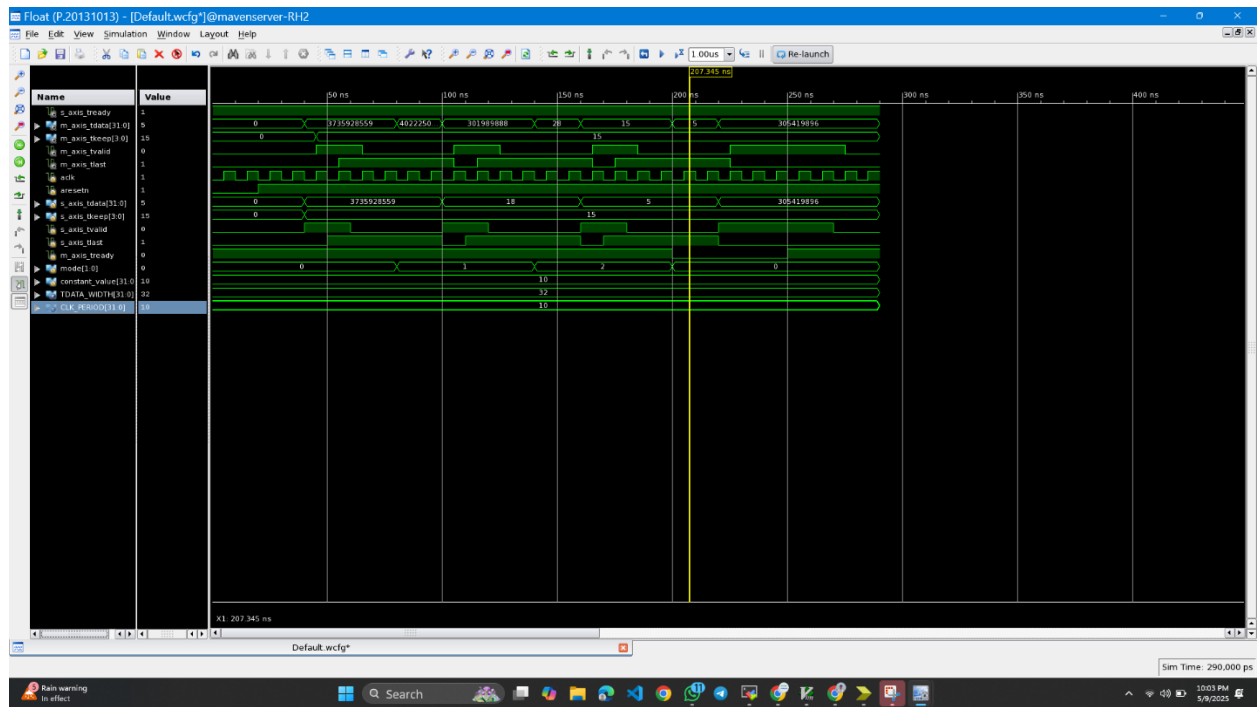 Float (P.20131013) - [Default.wcfg*]@mavenserver-RH2
File Edit View Simulation Window Layout Help
1.00us Re-launch
207.345 ns
Name Value
50 ns 100 ns 150 ns 200 ns 250 ns 300 ns 350 ns 400 ns
s_axis_tready 1
m_axis_tdata[31:0] 5 0 3735928559 4022250 301989888 28 15 5 305419896
m_axis_tkeep[3:0] 15 0 15
m_axis_tvalid 0
m_axis_tlast 1
aclk 1
aresetn 1
s_axis_tdata[31:0] 5 0 3735928559 18 5 305419896
s_axis_tkeep[3:0] 15 0 15
s_axis_tvalid 0
s_axis_tlast 1
m_axis_tready 0
mode[1:0] 0 0 1 2 0
constant_value[31:0 10 10
TDATA_WIDTH[31:0] 32 32
CLK_PERIOD[31:0] 10 10
X1: 207.345 ns
Default.wcfg*
Sim Time: 290,000 ps
Rain warning
In effect
Search
10:03 PM
5/9/2025